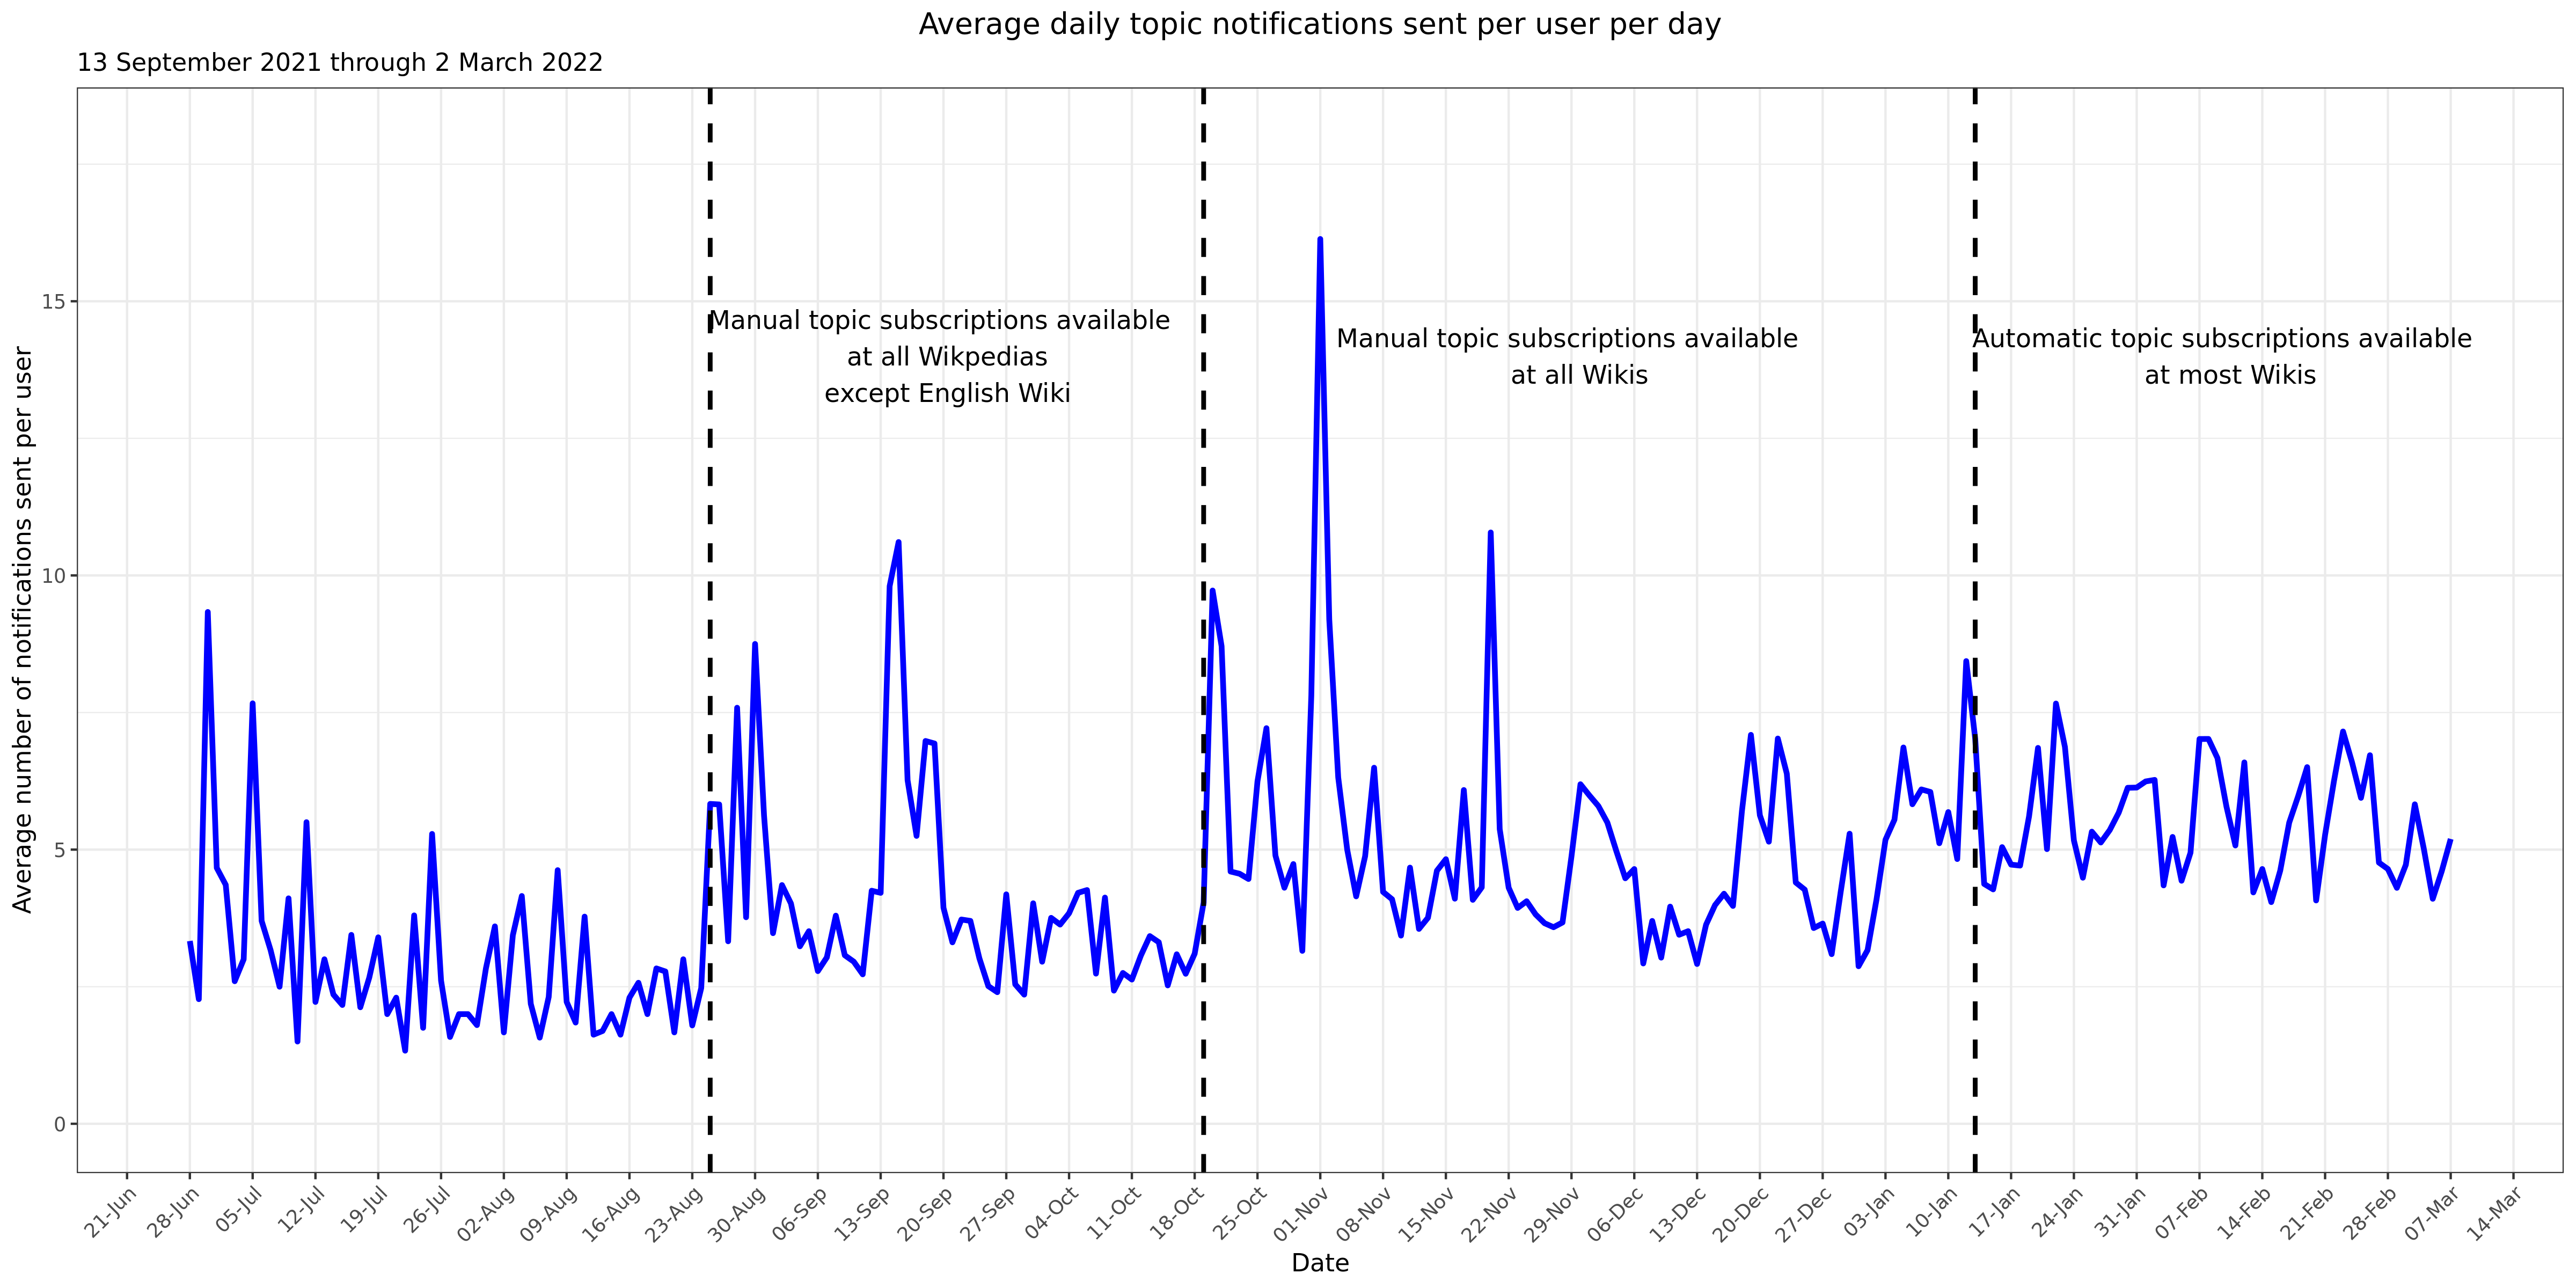 Average daily topic notifications sent per user per day
13 September 2021 through 2 March 2022
Average number of notifications sent per user
15
10
5
0
Manual topic subscriptions available
at all Wikpedias
except English Wiki
Manual topic subscriptions available
at all Wikis
Automatic topic subscriptions available
at most Wikis
21-Jun
28-Jun
05-Jul
12-Jul
19-Jul
26-Jul
02-Aug
09-Aug
16-Aug
23-Aug
30-Aug
06-Sep
13-Sep
20-Sep
27-Sep
04-Oct
11-Oct
18-Oct
25-Oct
01-Nov
08-Nov
15-Nov
22-Nov
29-Nov
06-Dec
13-Dec
20-Dec
27-Dec
03-Jan
10-Jan
17-Jan
24-Jan
31-Jan
07-Feb
14-Feb
21-Feb
28-Feb
07-Mar
14-Mar
Date